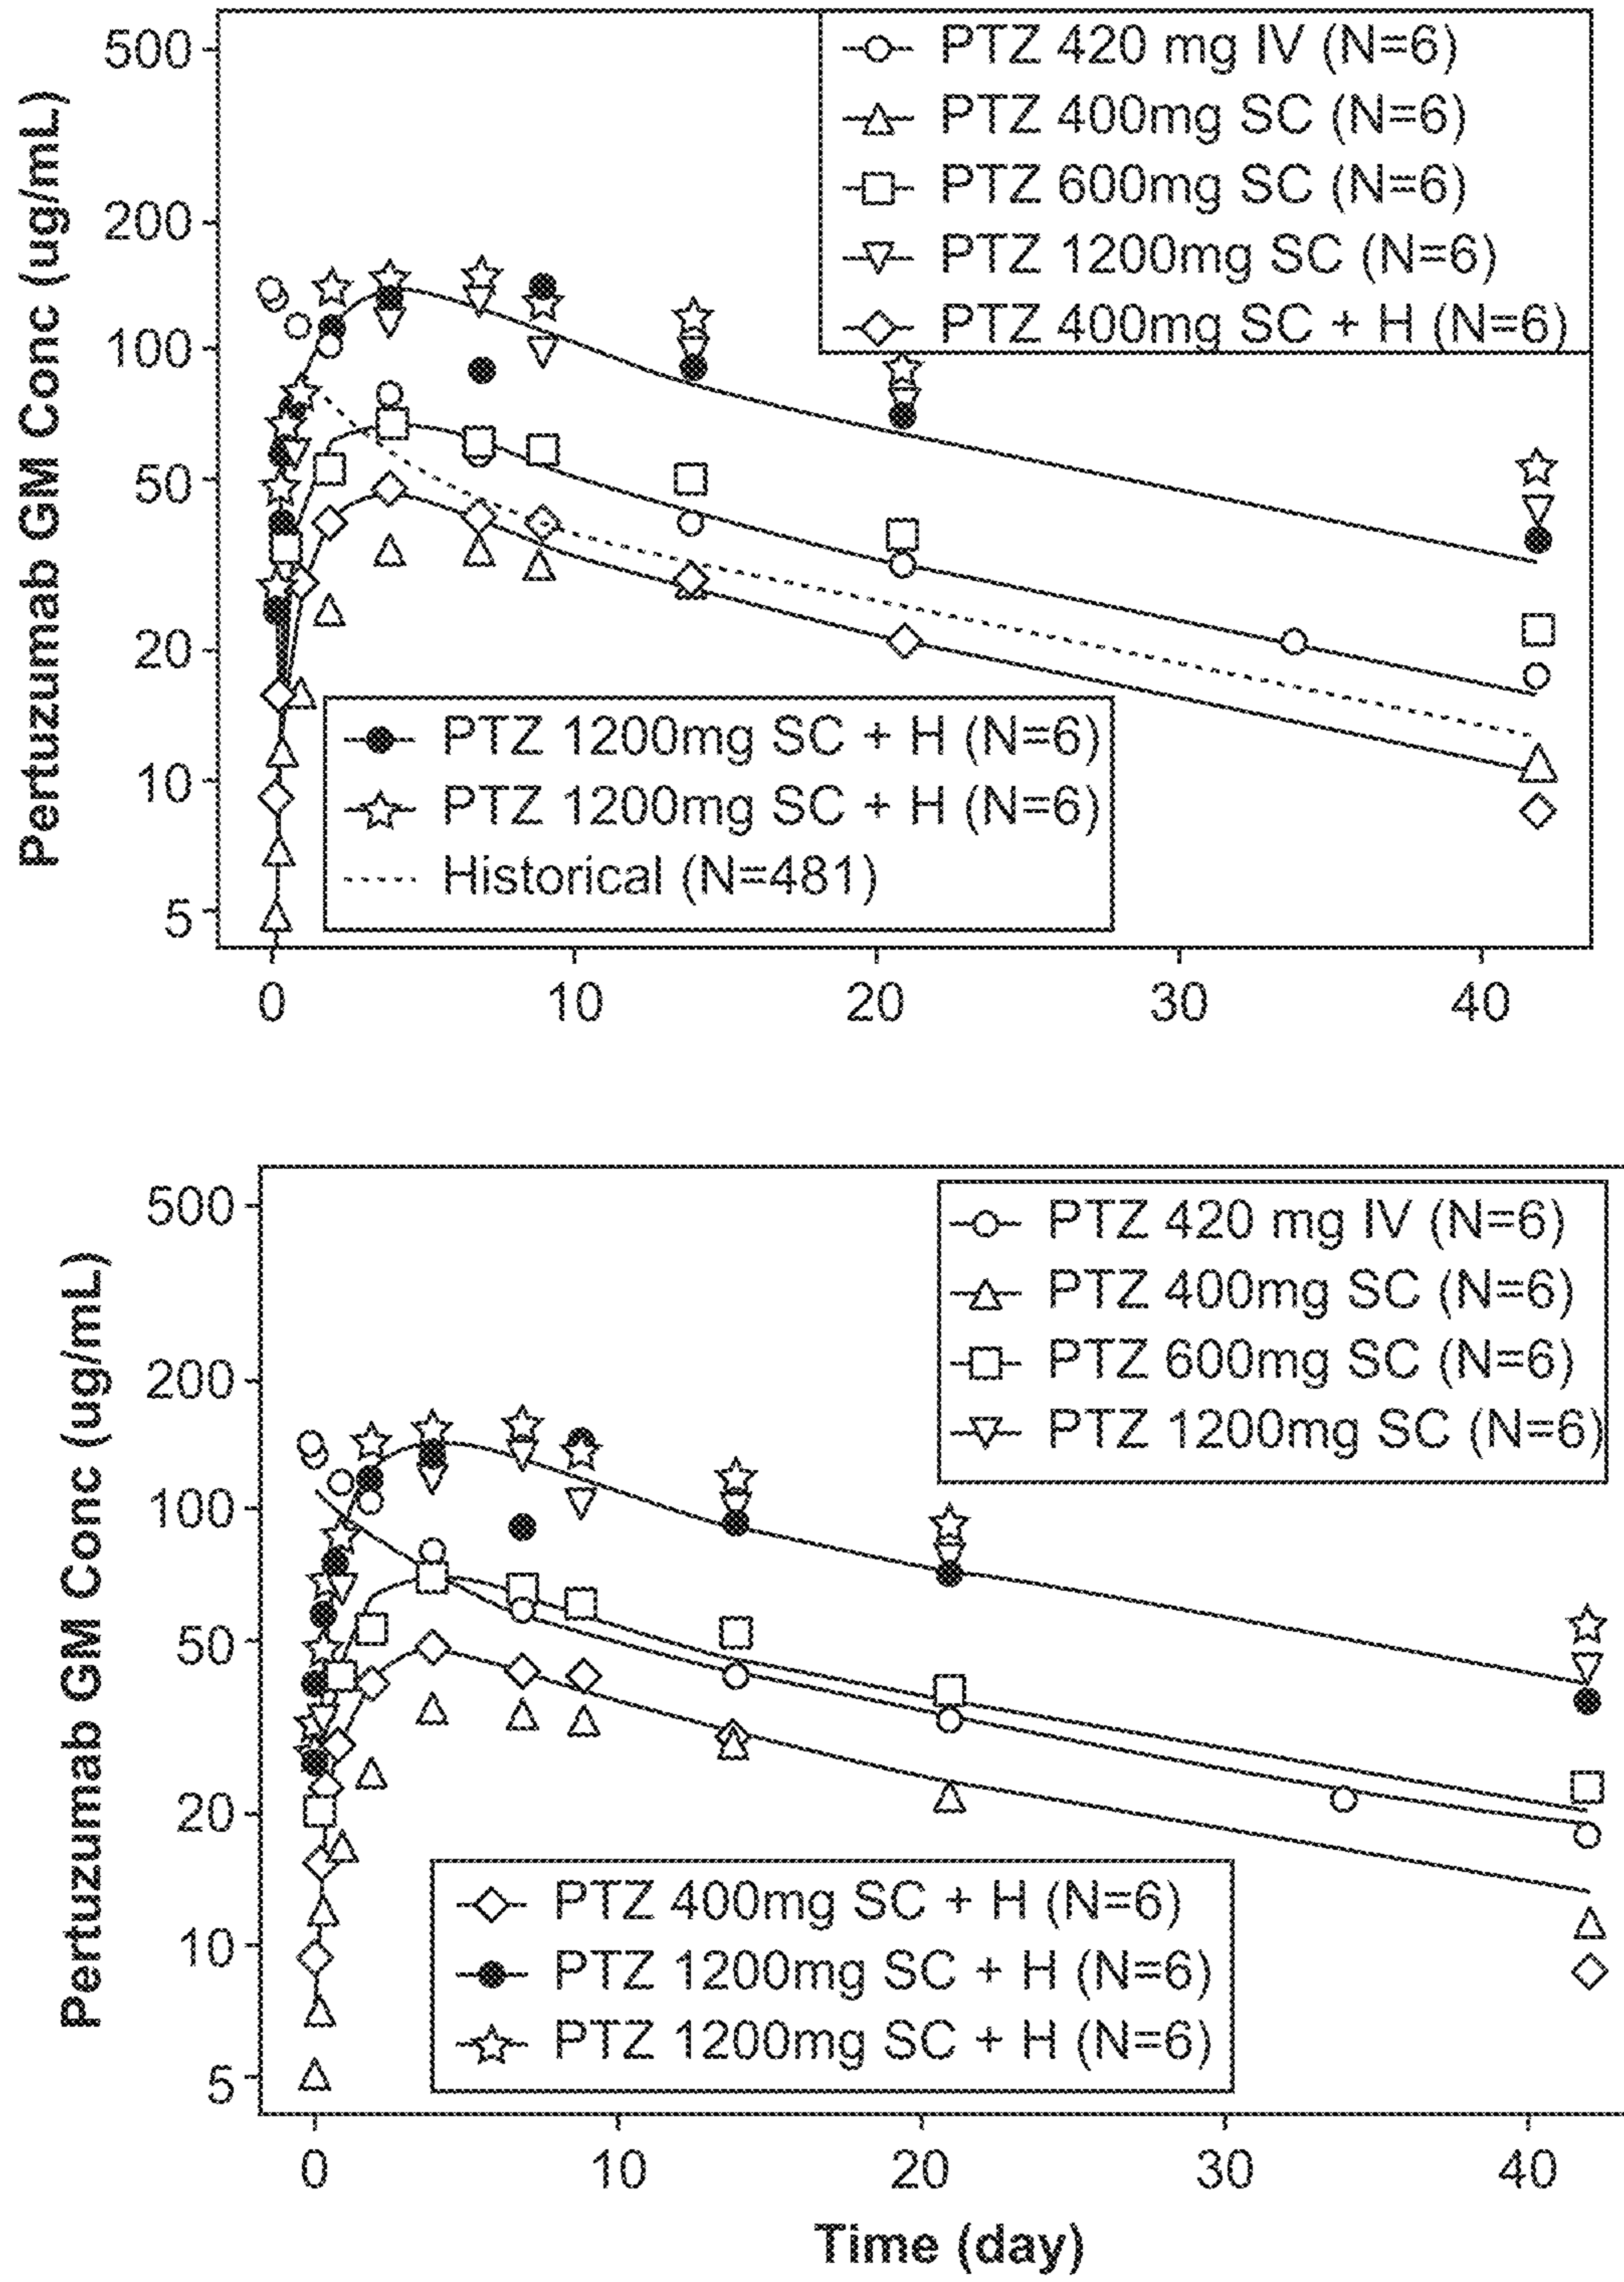 Pertuzumab GM Conc (ug/mL)
500
200
100
50
20
10
5
PTZ 420 mg IV (N=6)
PTZ 400mg SC (N=6)
PTZ 600mg SC (N=6)
PTZ 1200mg SC (N=6)
PTZ 400mg SC + H (N=6)
PTZ 1200mg SC + H (N=6)
PTZ 1200mg SC + H (N=6)
Historical (N=481)
0 10 20 30 40
Pertuzumab GM Conc (ug/mL)
500
200
100
50
20
10
5
PTZ 420 mg IV (N=6)
PTZ 400mg SC (N=6)
PTZ 600mg SC (N=6)
PTZ 1200mg SC (N=6)
PTZ 400mg SC + H (N=6)
PTZ 1200mg SC + H (N=6)
PTZ 1200mg SC + H (N=6)
0 10 20 30 40
Time (day)